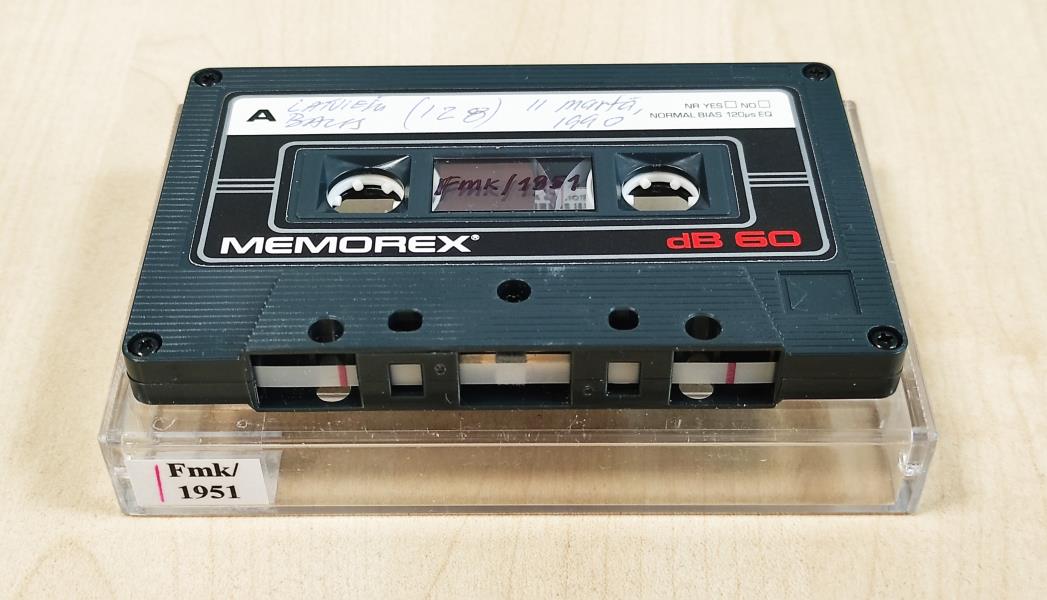 A
LATVIEŠU
BALSS
(128)
11 martā,
1990
NR YES NO
NORMAL BIAS 120µs EQ
Fmk/1951
MEMOREX®
dB 60
Fmk/
1951